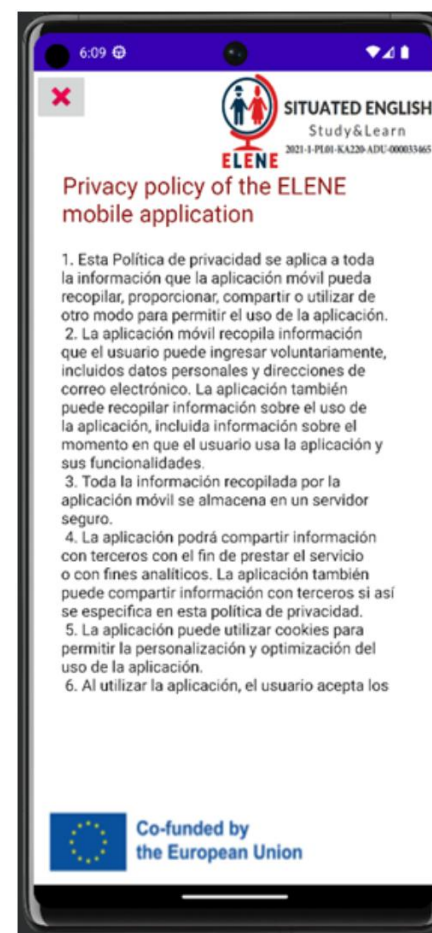 6:09
SITUATED ENGLISH
Study&Learn
2021-1-PL01-KA220-ADU-000033465
ELENE
Privacy policy of the ELENE
mobile application
1. Esta Política de privacidad se aplica a toda
la información que la aplicación móvil pueda
recopilar, proporcionar, compartir o utilizar de
otro modo para permitir el uso de la aplicación.
2. La aplicación móvil recopila información
que el usuario puede ingresar voluntariamente,
incluidos datos personales y direcciones de
correo electrónico. La aplicación también
puede recopilar información sobre el uso de
la aplicación, incluida información sobre el
momento en que el usuario usa la aplicación y
sus funcionalidades.
3. Toda la información recopilada por la
aplicación móvil se almacena en un servidor
seguro.
4. La aplicación podrá compartir información
con terceros con el fin de prestar el servicio
o con fines analíticos. La aplicación también
puede compartir información con terceros si así
se especifica en esta política de privacidad.
5. La aplicación puede utilizar cookies para
permitir la personalización y optimización del
uso de la aplicación.
6. Al utilizar la aplicación, el usuario acepta los
Co-funded by
the European Union